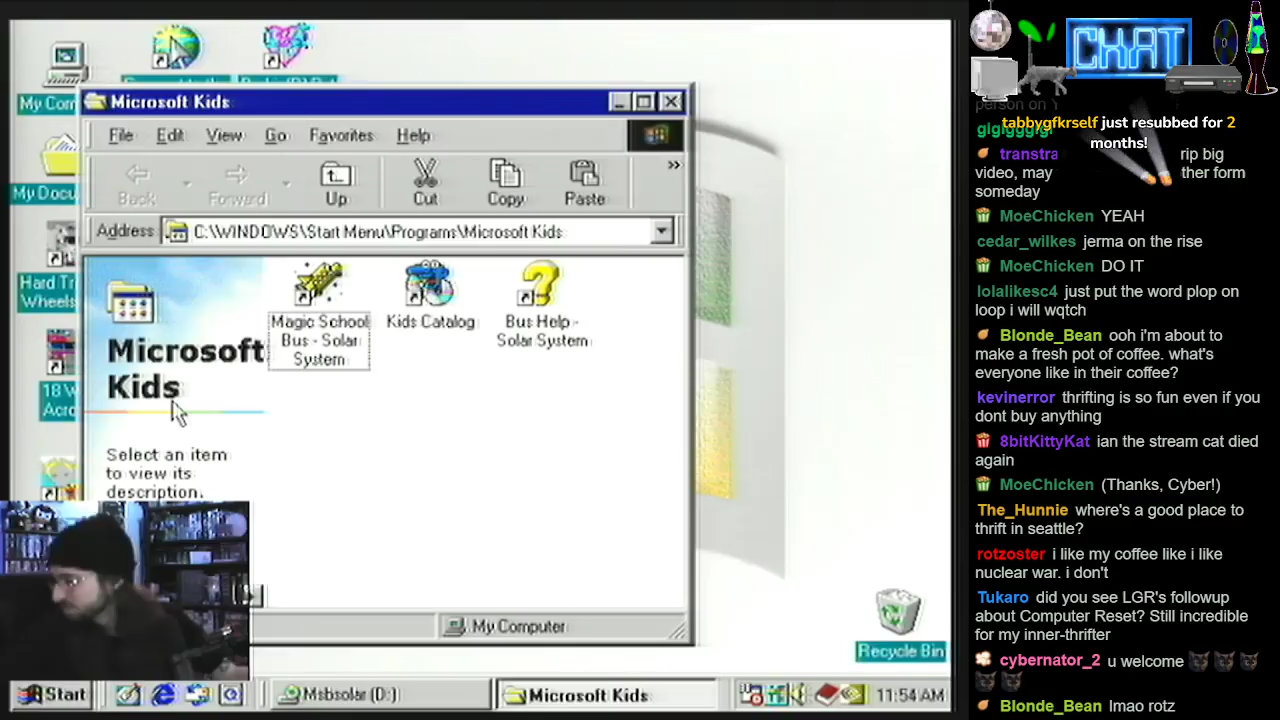 My Com
My Docu
Hard Tr
Wheels
18 W
Acro
Microsoft Kids
File Edit View Go Favorites Help
Back Forward Up Cut Copy Paste »
Address C:\WINDOWS\Start Menu\Programs\Microsoft Kids
Microsoft
Kids
Select an item
to view its
description.
Magic School
Bus - Solar
System
Kids Catalog
Bus Help -
Solar System
My Computer
Recycle Bin
Start Msbsolar (D:) Microsoft Kids 11:54 AM
CHAT
person on Y
tabbygfkrself just resubbed for 2
months!
transtra rip big
video, may ther form
someday
MoeChicken YEAH
cedar_wilkes jerma on the rise
MoeChicken DO IT
lolalikesc4 just put the word plop on
loop i will wqtch
Blonde_Bean ooh i'm about to
make a fresh pot of coffee. what's
everyone like in their coffee?
kevinerror thrifting is so fun even if you
dont buy anything
8bitKittyKat ian the stream cat died
again
MoeChicken (Thanks, Cyber!)
The_Hunnie where's a good place to
thrift in seattle?
rotzoster i like my coffee like i like
nuclear war. i don't
Tukaro did you see LGR's followup
about Computer Reset? Still incredible
for my inner-thrifter
cybernator_2 u welcome
Blonde_Bean lmao rotz